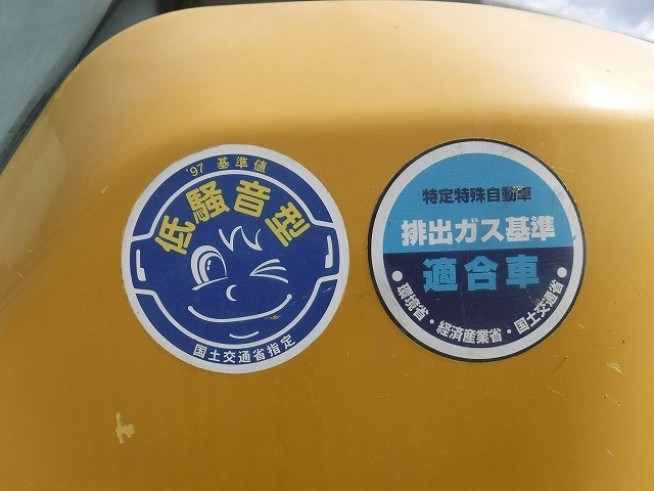 '97 基準値
低騒音型
国土交通省指定
特定特殊自動車
排出ガス基準
適合車
・環境省・経済産業省・国土交通省・